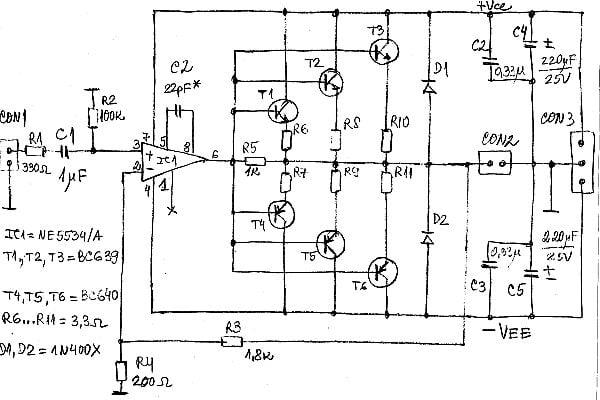 +Vcc
T3
C2
22pF*
T2
D1
C2
C4
0,33µ
220µF
25V
CON1
R2
100k
T1
R6
R8
R10
CON2
CON3
R1
330Ω
C1
1µF
3
2
7
5
8
+
-
IC1
6
4
1
R5
1k
R7
R9
R11
T4
T5
T6
D2
0,33µ
C3
C5
220µF
25V
-VEE
IC1=NE5534/A
T1,T2,T3=BC639
T4,T5,T6=BC640
R6...R11=3,3Ω
D1,D2=1N400X
R3
1,8k
R4
200Ω